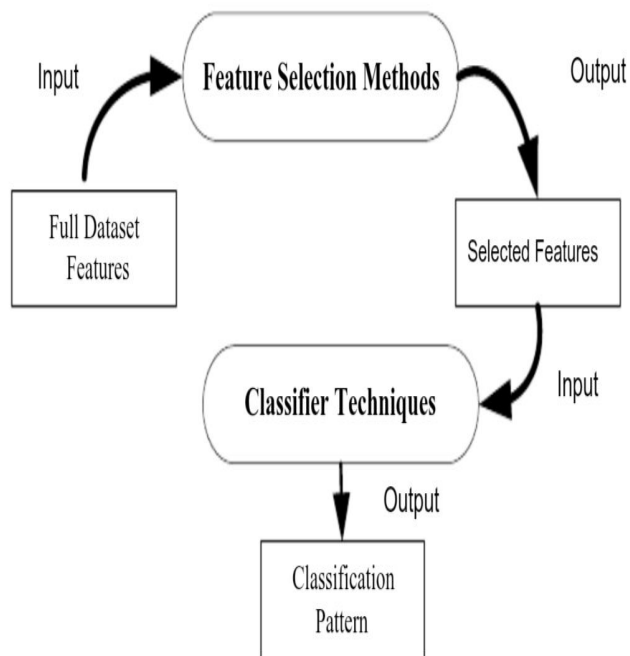 Input
Feature Selection Methods
Output
Full Dataset
Features
Selected Features
Input
Classifier Techniques
Output
Classification
Pattern